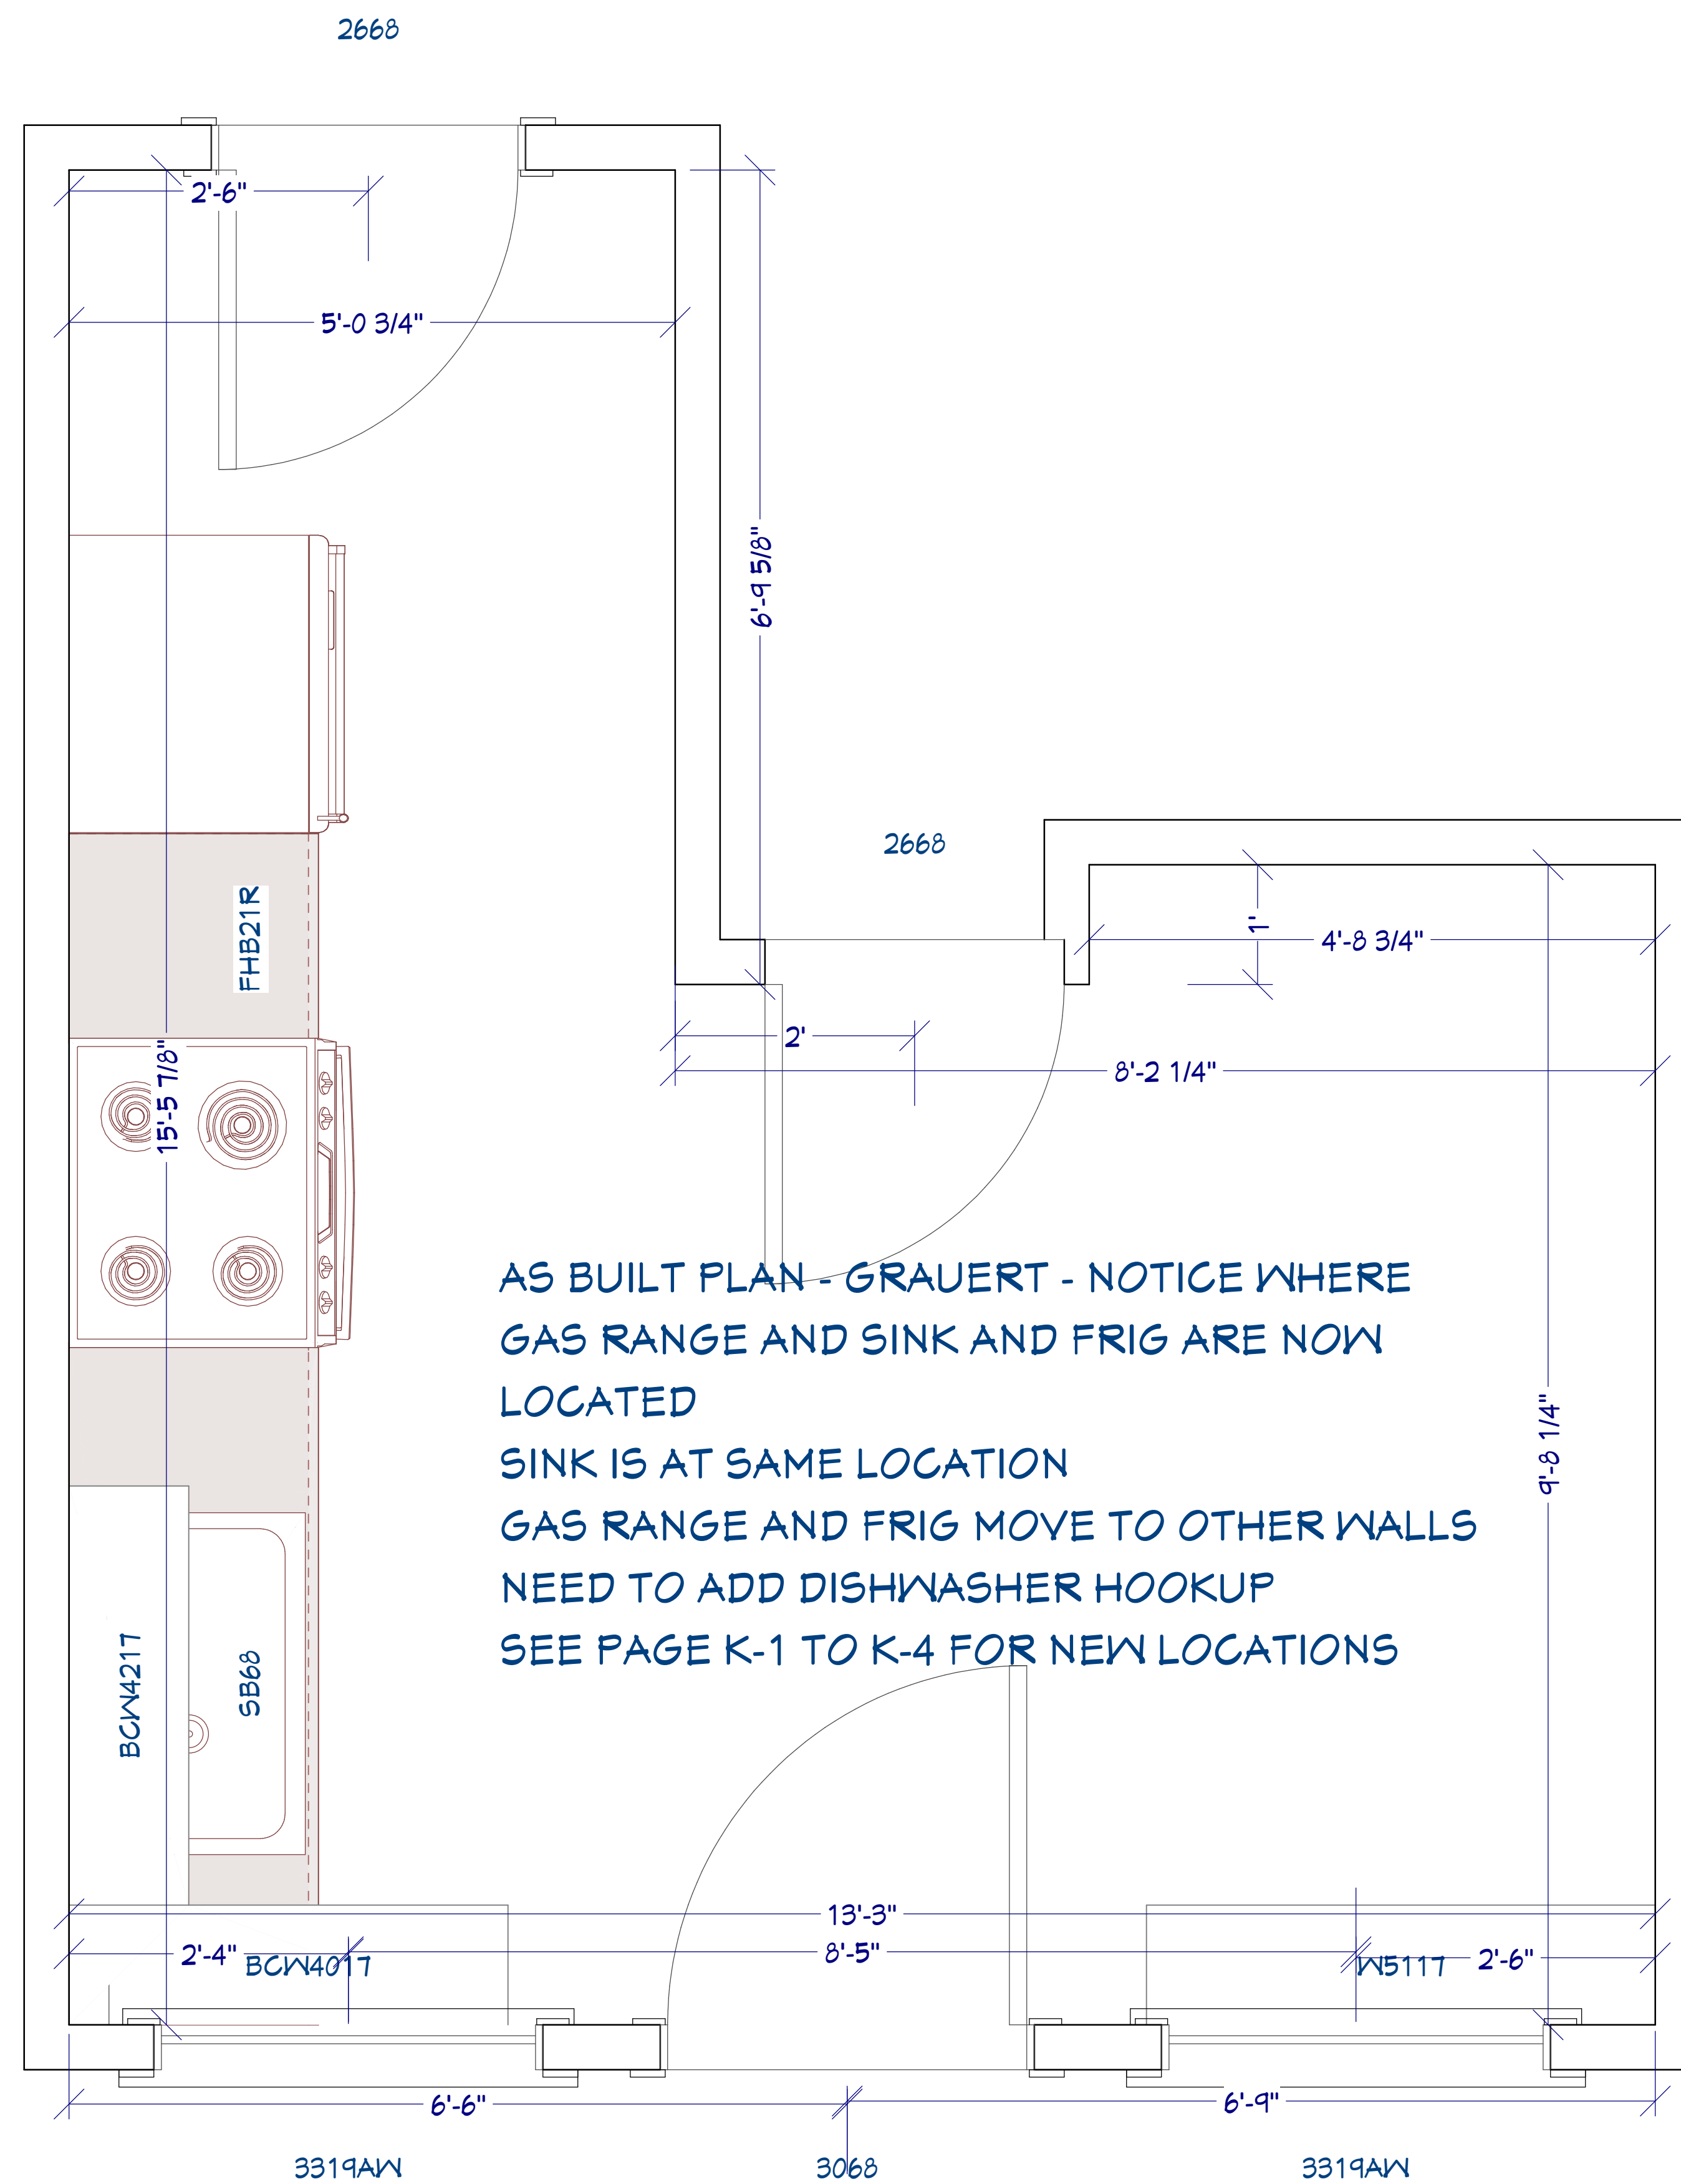 2668
2'-6"
5'-0 3/4"
6'-9 5/8"
2668
FHB21R
1'
4'-8 3/4"
2'
8'-2 1/4"
15'-5 7/8"
AS BUILT PLAN - GRAUERT - NOTICE WHERE
GAS RANGE AND SINK AND FRIG ARE NOW
LOCATED
SINK IS AT SAME LOCATION
GAS RANGE AND FRIG MOVE TO OTHER WALLS
NEED TO ADD DISHWASHER HOOKUP
SEE PAGE K-1 TO K-4 FOR NEW LOCATIONS
9'-8 1/4"
BCW4217
SB68
13'-3"
2'-4"
BCW4017
8'-5"
W5117
2'-6"
6'-6"
6'-9"
3319AW
3068
3319AW